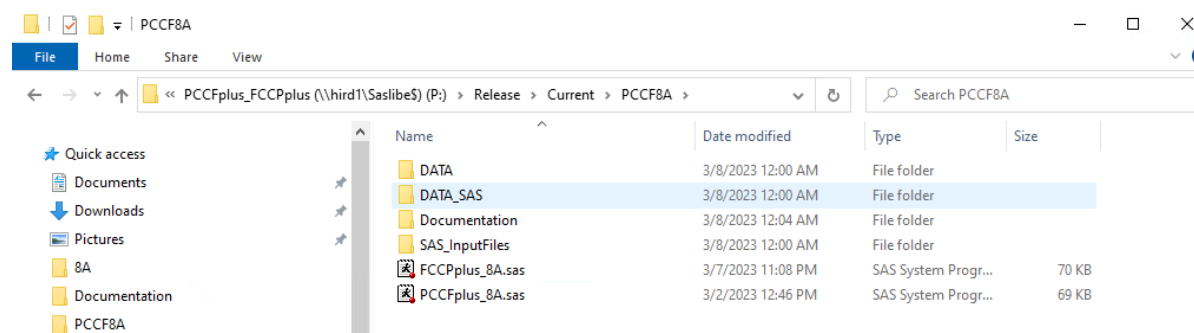 PCCF8A
File Home Share View
« PCCFplus_FCCPplus (\\hird1\Saslibe$) (P:) > Release > Current > PCCF8A > Search PCCF8A
Name Date modified Type Size
Quick access
DATA 3/8/2023 12:00 AM File folder
Documents
DATA_SAS 3/8/2023 12:00 AM File folder
Downloads
Documentation 3/8/2023 12:04 AM File folder
Pictures
SAS_InputFiles 3/8/2023 12:00 AM File folder
8A
FCCPplus_8A.sas 3/7/2023 11:08 PM SAS System Progr... 70 KB
Documentation
PCCFplus_8A.sas 3/2/2023 12:46 PM SAS System Progr... 69 KB
PCCF8A